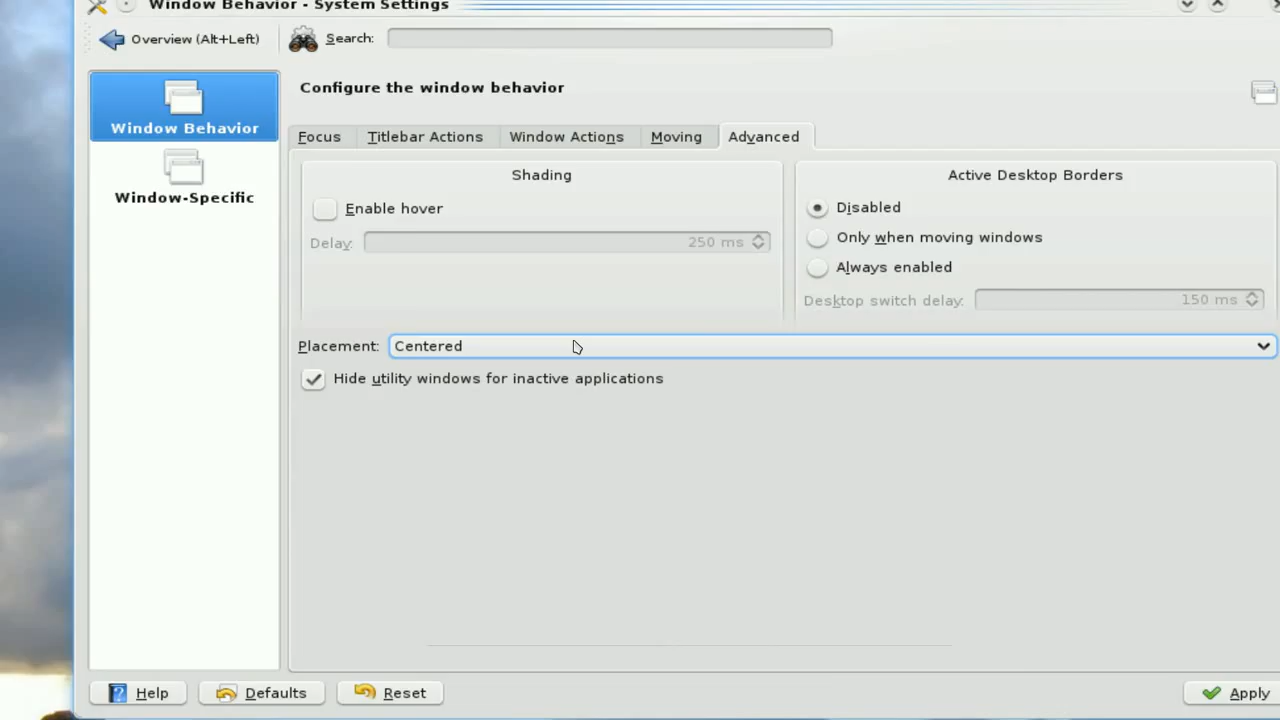 Window Behavior - System Settings
Overview (Alt+Left)
Search:
Configure the window behavior
Window Behavior
Window-Specific
Focus
Titlebar Actions
Window Actions
Moving
Advanced
Shading
Enable hover
Delay: 250 ms
Active Desktop Borders
Disabled
Only when moving windows
Always enabled
Desktop switch delay: 150 ms
Placement: Centered
Hide utility windows for inactive applications
Help
Defaults
Reset
Apply